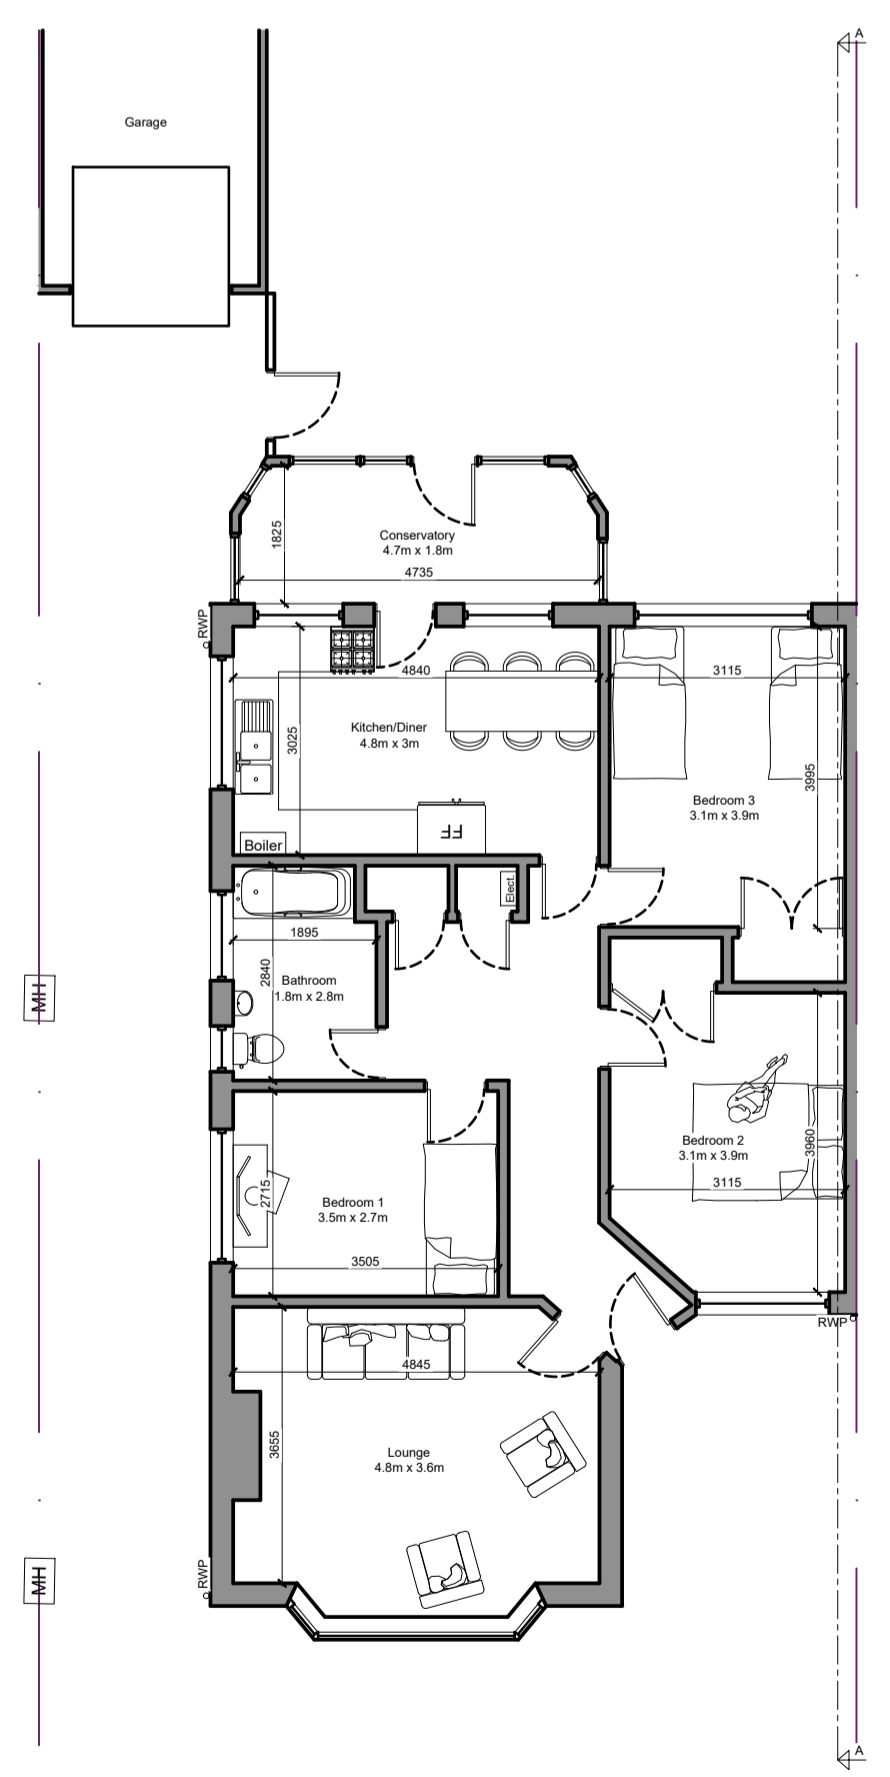 A
Garage
1825
Conservatory
4.7m x 1.8m
4735
RWP
4840
3115
3025
Kitchen/Diner
4.8m x 3m
3995
Bedroom 3
3.1m x 3.9m
FF
Boiler
Elect.
1895
2840
Bathroom
1.8m x 2.8m
MH
Bedroom 2
3.1m x 3.9m
3960
3115
2715
Bedroom 1
3.5m x 2.7m
3505
RWP
4845
3655
Lounge
4.8m x 3.6m
RWP
MH
A